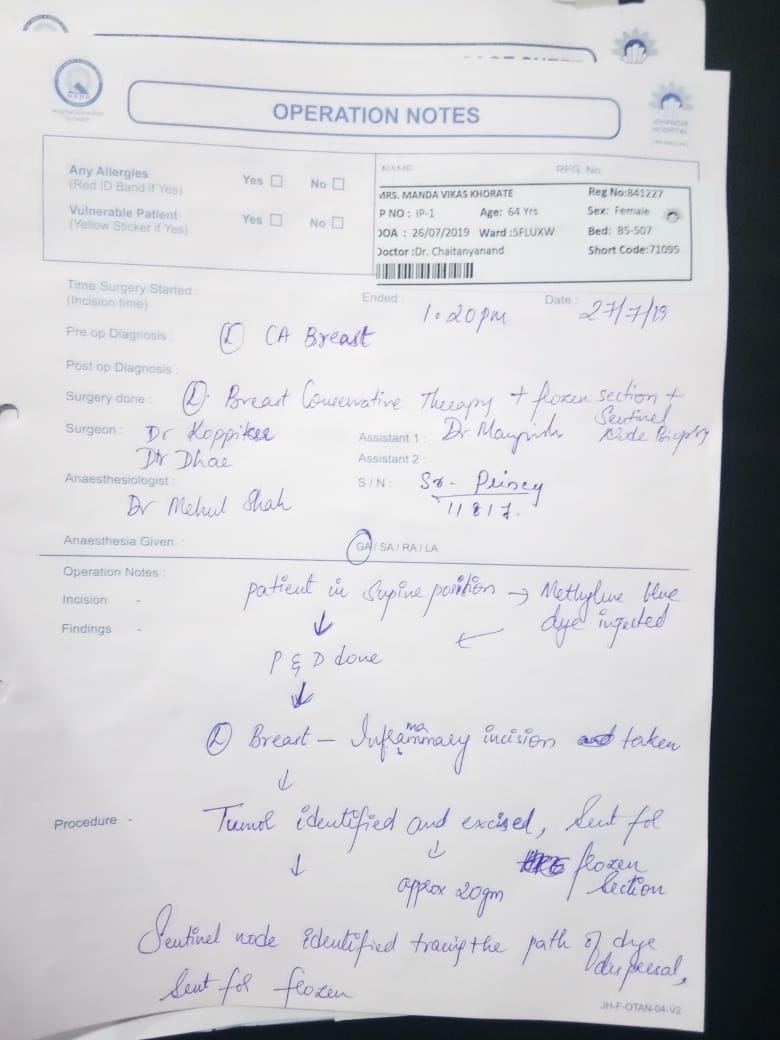 OPERATION NOTES
JEHANGIR
HOSPITAL
Any Allergies
(Red ID Band if Yes)
Yes No
Vulnerable Patient
(Yellow Sticker if Yes)
Yes No
NAME REG. No.
MRS. MANDA VIKAS KHORATE Reg No:841227
P NO : IP-1 Age: 64 Yrs Sex: Female
DOA : 26/07/2019 Ward :5FLUXW Bed: B5-507
Doctor :Dr. Chaitanyanand Short Code:71095
Time Surgery Started :
(Incision time)
Ended : 1.20pm Date : 27/7/19
Pre op Diagnosis : (L) CA Breast
Post op Diagnosis :
Surgery done : (L). Breast Conservative Therapy + frozen section +
Sentinel
Node Biopsy
Surgeon : Dr Koppiker Assistant 1 : Dr
Dr Assistant 2 :
Anaesthesiologist : S / N : Sr.
Dr Mehul Shah 11817.
Anaesthesia Given : GA / SA / RA / LA
Operation Notes :
Incision -
Findings -
patient in Supine position → Methylene blue
dye injected
↓ ←
P & D done
↓
(L) Breast – Inframammary incision and taken
↓
Procedure - Tumor identified and excised, Sent for
↓ ↓ frozen
approx 20gm Section
Sentinel node identified tracing the path of dye
dispersal,
Sent for frozen
JH-F-OTAN-04-V2